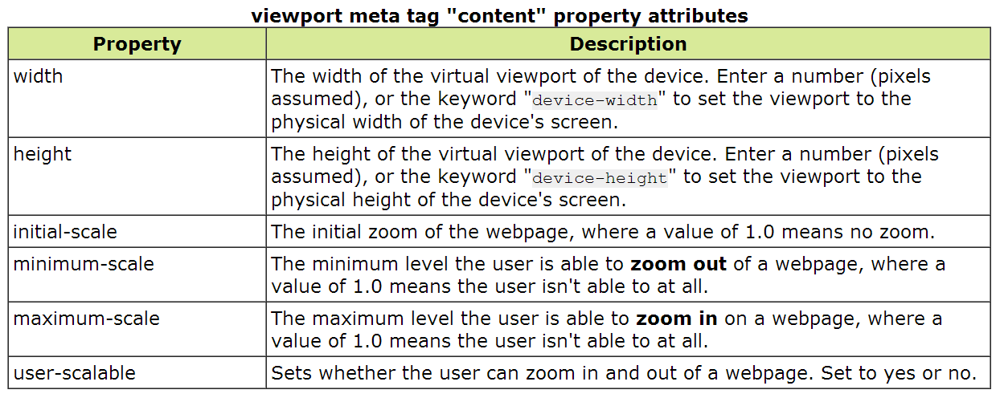 viewport meta tag "content" property attributes
Property Description
width The width of the virtual viewport of the device. Enter a number (pixels
assumed), or the keyword "device-width" to set the viewport to the
physical width of the device's screen.
height The height of the virtual viewport of the device. Enter a number (pixels
assumed), or the keyword "device-height" to set the viewport to the
physical height of the device's screen.
initial-scale The initial zoom of the webpage, where a value of 1.0 means no zoom.
minimum-scale The minimum level the user is able to zoom out of a webpage, where a
value of 1.0 means the user isn't able to at all.
maximum-scale The maximum level the user is able to zoom in on a webpage, where a
value of 1.0 means the user isn't able to at all.
user-scalable Sets whether the user can zoom in and out of a webpage. Set to yes or no.